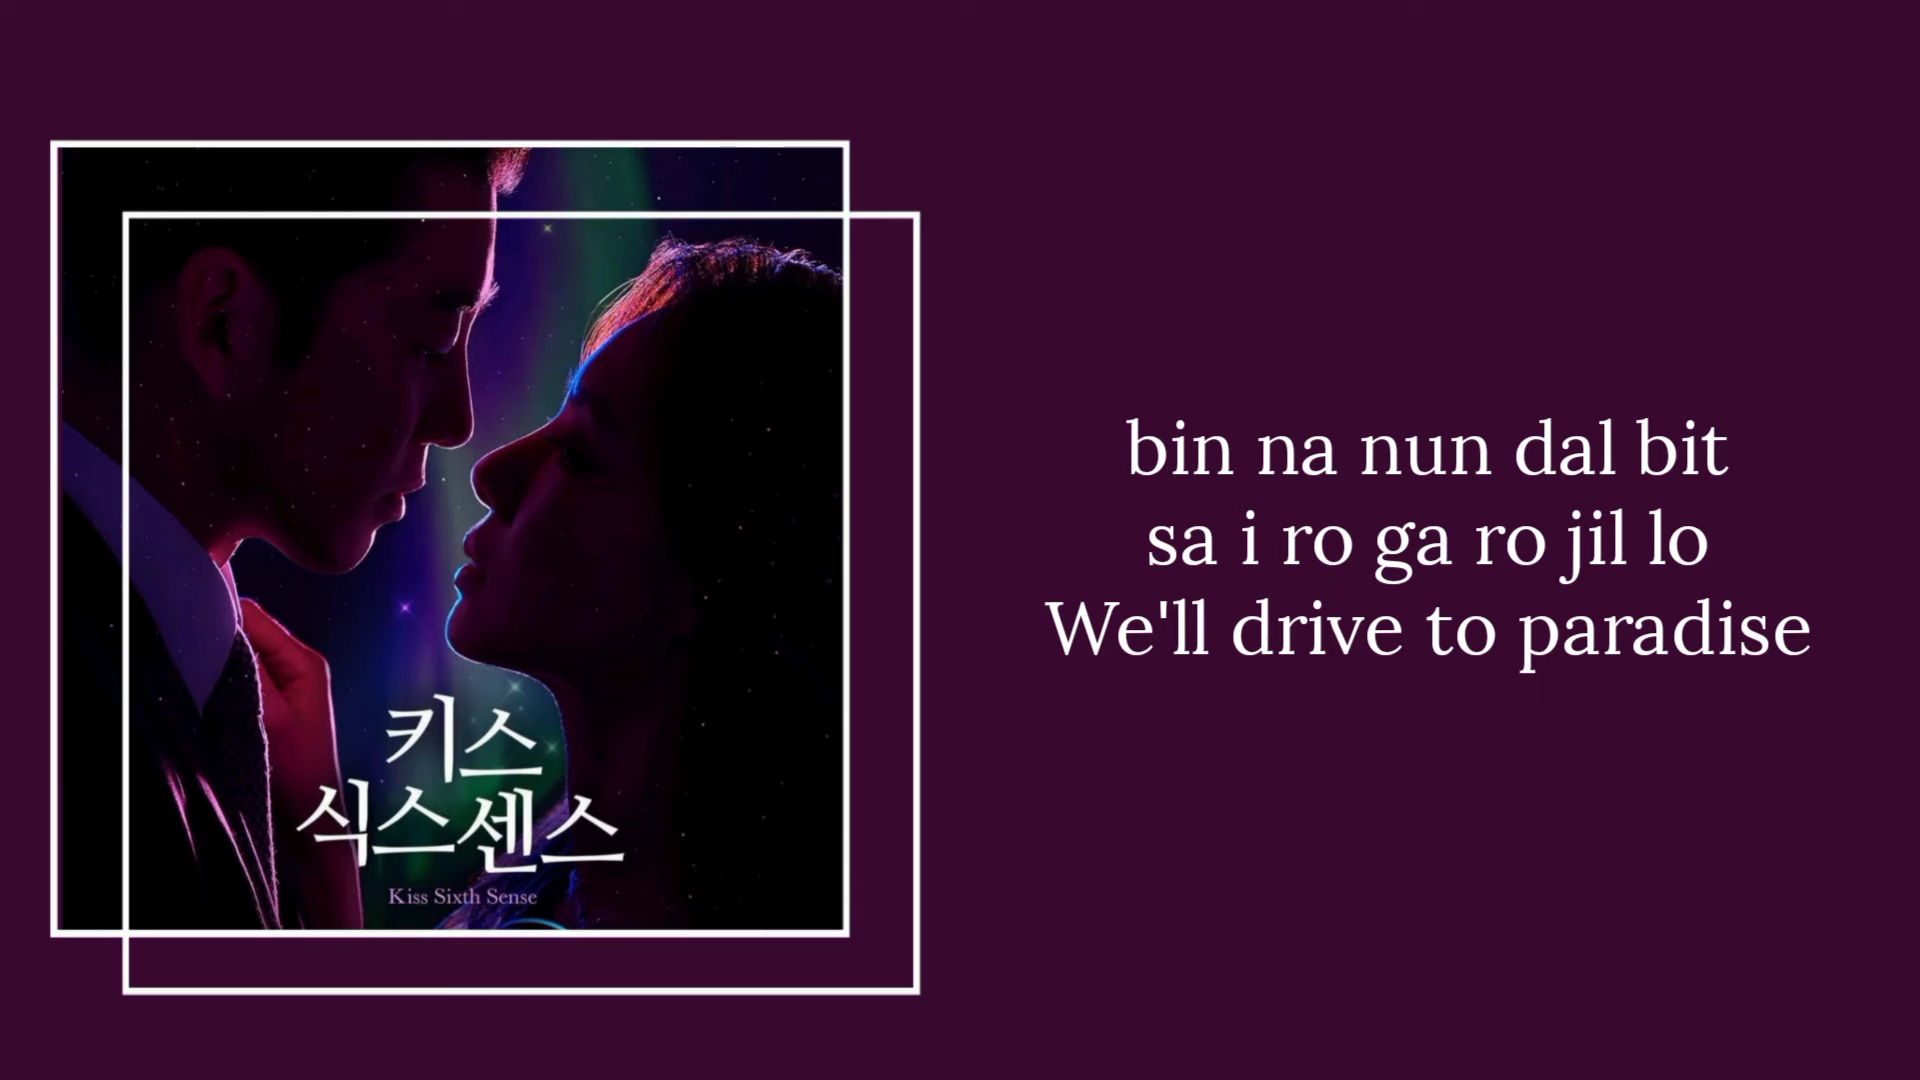 키스
식스센스
Kiss Sixth Sense
bin na nun dal bit
sa i ro ga ro jil lo
We'll drive to paradise